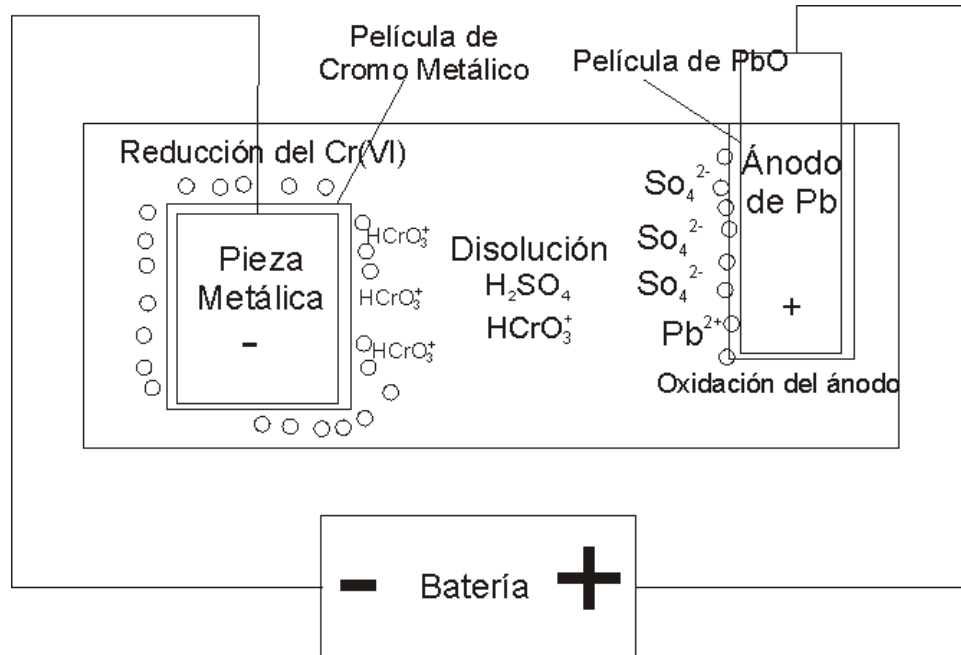 Película de
Cromo Metálico
Película de PbO
Reducción del Cr(VI)
Pieza
Metálica
-
HCrO₃⁺
HCrO₃⁺
HCrO₃⁺
Disolución
H₂SO₄
HCrO₃⁺
So₄²⁻
So₄²⁻
So₄²⁻
Pb²⁺
Ánodo
de Pb
+
Oxidación del ánodo
- Batería +